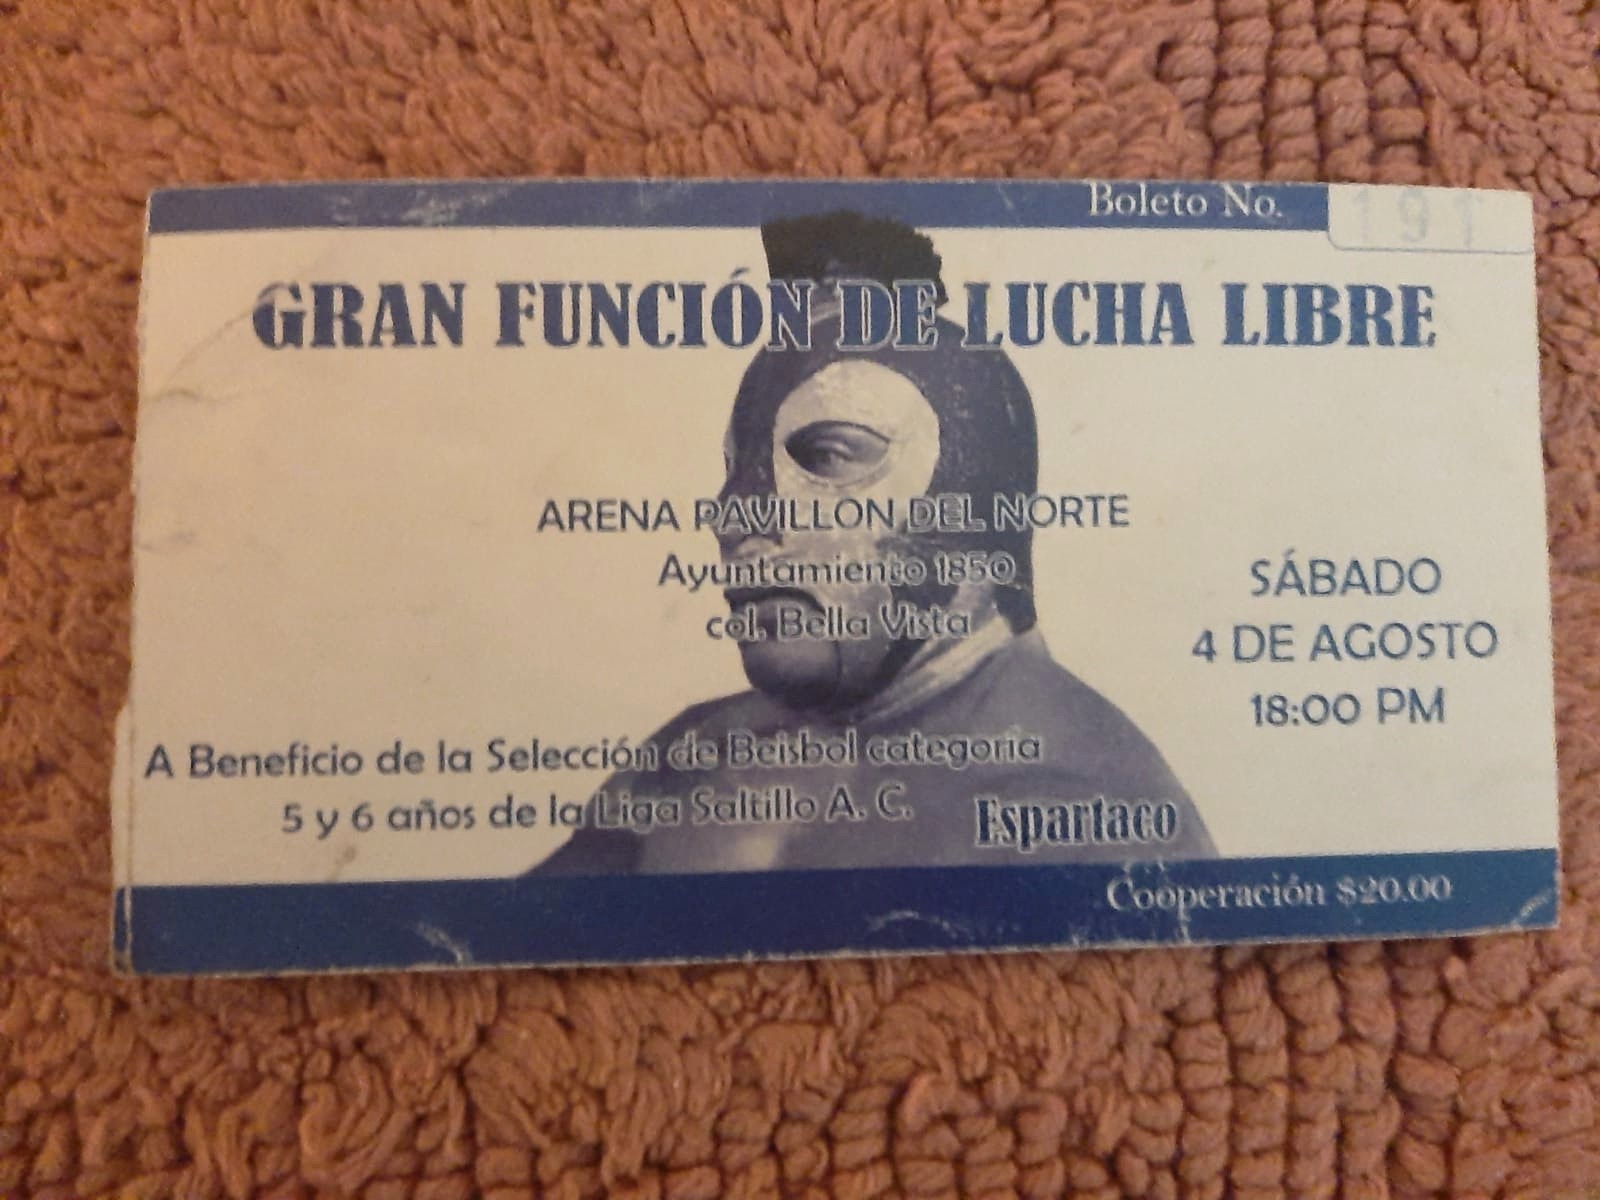 Boleto No. 191
GRAN FUNCIÓN DE LUCHA LIBRE
ARENA PAVILLON DEL NORTE
Ayuntamiento 1850
col. Bella Vista
SÁBADO
4 DE AGOSTO
18:00 PM
A Beneficio de la Selección de Beisbol categoria
5 y 6 años de la Liga Saltillo A. C.
Espartaco
Cooperación $20.00